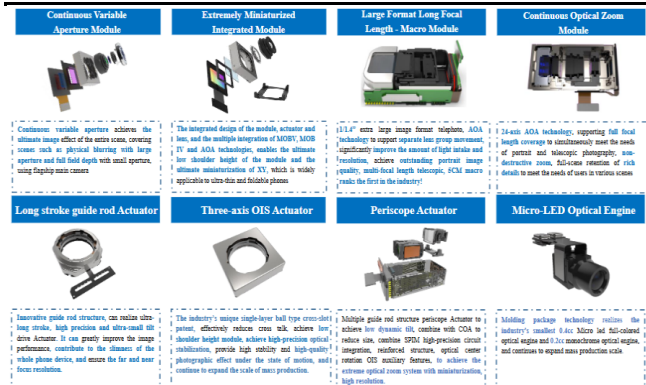 Continuous Variable
Aperture Module
Extremely Miniaturized
Integrated Module
Large Format Long Focal
Length - Macro Module
Continuous Optical Zoom
Module
Continuous variable aperture achieves the
ultimate image effect of the entire scene, covering
scenes such as physical blurring with large
aperture and full field depth with small aperture,
using flagship main camera
The integrated design of the module, actuator and
lens, and the multiple integration of MOBV, MOB
IV and AOA technologies, enables the ultimate
low shoulder height of the module and the
ultimate miniaturization of XY, which is widely
applicable to ultra-thin and foldable phones
1/1.4" extra large image format telephoto, AOA
technology to support separate lens group movement,
significantly improve the amount of light intake and
resolution, achieve outstanding portrait image
quality, multi-focal length telescopic, 5CM macro
ranks the first in the industry!
24-axis AOA technology, supporting full focal
length coverage to simultaneously meet the needs
of portrait and telescopic photography, non-
destructive zoom, full-scene retention of rich
details to meet the needs of users in various scenes
Long stroke guide rod Actuator
Three-axis OIS Actuator
Periscope Actuator
Micro-LED Optical Engine
Innovative guide rod structure, can realize ultra-
long stroke, high precision and ultra-small tilt
drive Actuator. It can greatly improve the image
performance, contribute to the slimness of the
whole phone device, and ensure the far and near
focus resolution.
The industry's unique single-layer ball type cross-slot
patent, effectively reduces cross talk, achieve low
shoulder height module, achieve high-precision optical
stabilization, provide high stability and high-quality
photographic effect under the state of motion, and
continue to expand the scale of mass production.
Multiple guide rod structure periscope Actuator to
achieve low dynamic tilt, combine with COA to
reduce size, combine SPIM high-precision circuit
integration, reinforced structure, optical center
rotation OIS auxiliary features, to achieve the
extreme optical zoom system with miniaturization,
high resolution.
Molding package technology realizes the
industry's smallest 0.4cc Micro led full-colored
optical engine and 0.2cc monochrome optical engine,
and continues to expand mass production scale.